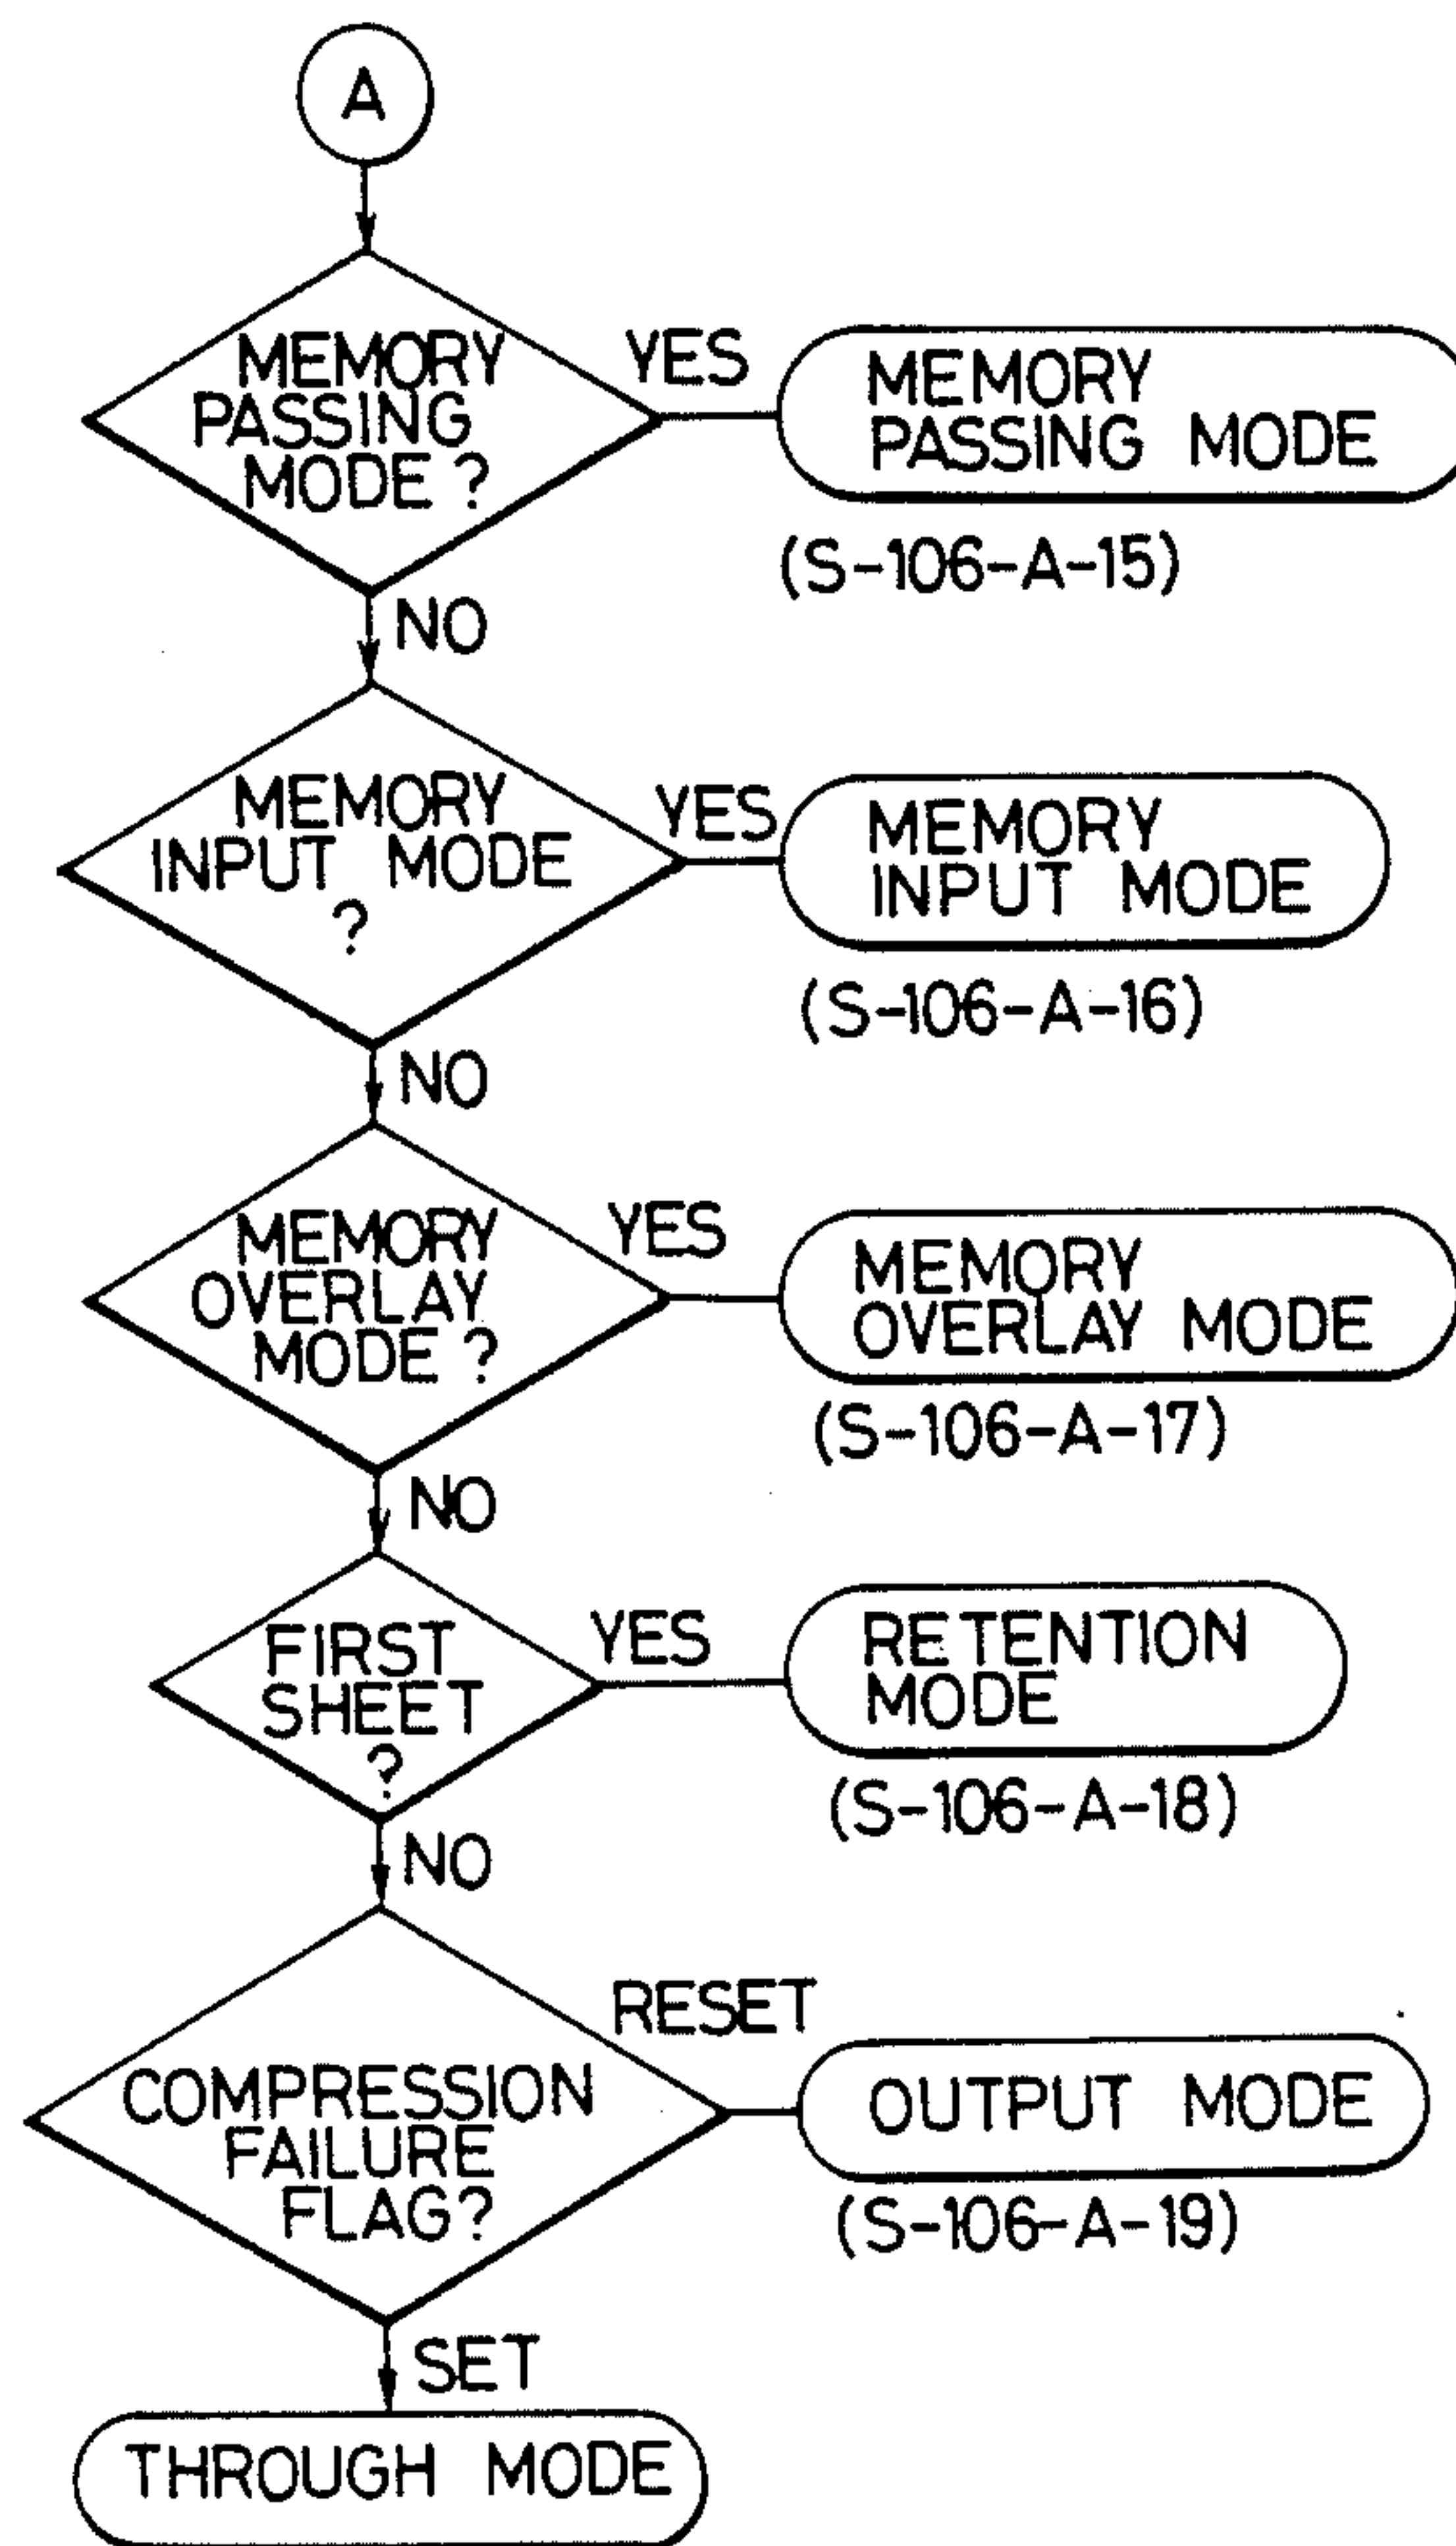 A
MEMORY
PASSING
MODE ?
YES
MEMORY
PASSING MODE
(S-106-A-15)
NO
MEMORY
INPUT MODE
?
YES
MEMORY
INPUT MODE
(S-106-A-16)
NO
MEMORY
OVERLAY
MODE ?
YES
MEMORY
OVERLAY MODE
(S-106-A-17)
NO
FIRST
SHEET
?
YES
RETENTION
MODE
(S-106-A-18)
NO
COMPRESSION
FAILURE
FLAG?
RESET
OUTPUT MODE
(S-106-A-19)
SET
THROUGH MODE